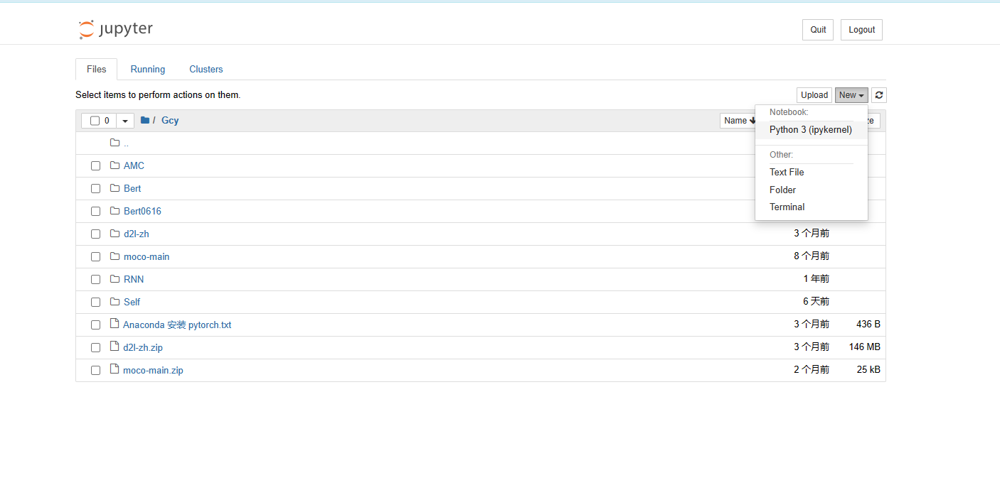 jupyter
Quit Logout
Files Running Clusters
Select items to perform actions on them.
Upload New
0 / Gcy Name
Notebook:
Python 3 (ipykernel)
Other:
Text File
Folder
Terminal
..
AMC
Bert
Bert0616
d2l-zh 3 个月前
moco-main 8 个月前
RNN 1 年前
Self 6 天前
Anaconda 安装 pytorch.txt 3 个月前 436 B
d2l-zh.zip 3 个月前 146 MB
moco-main.zip 2 个月前 25 kB